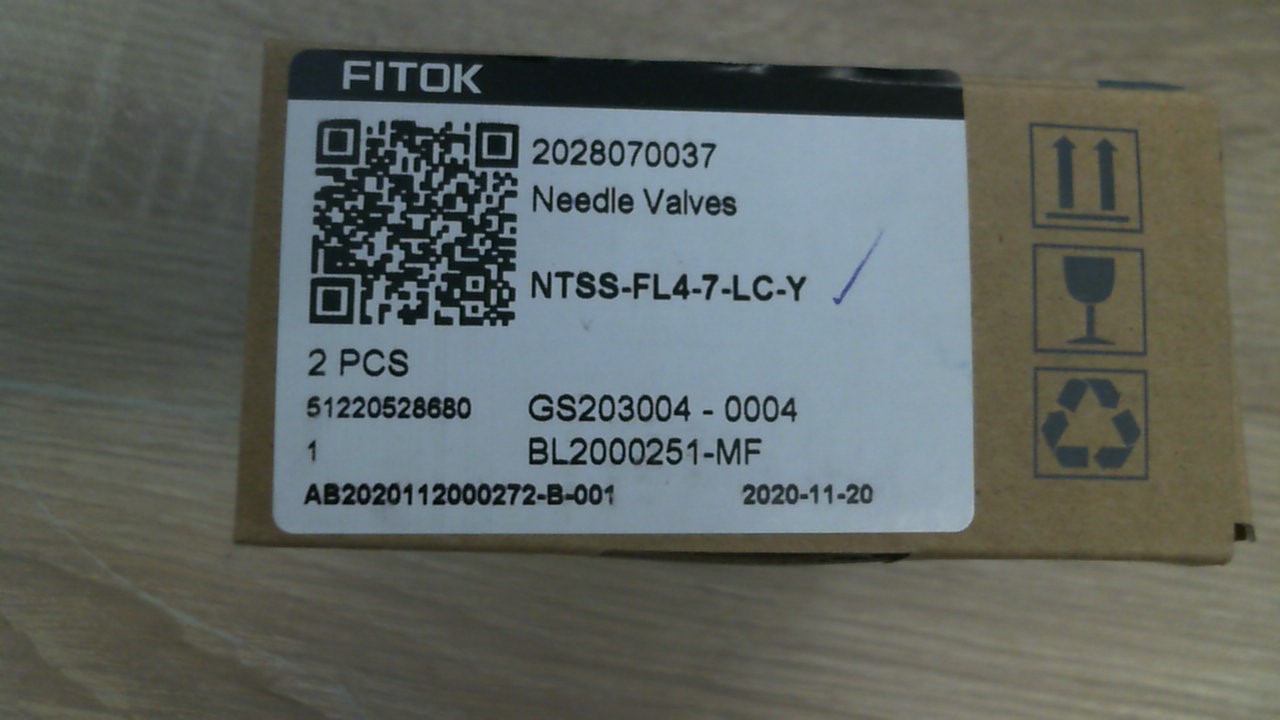 FITOK
2028070037
Needle Valves
NTSS-FL4-7-LC-Y
2 PCS
51220528680 GS203004 - 0004
1 BL2000251-MF
AB2020112000272-B-001 2020-11-20